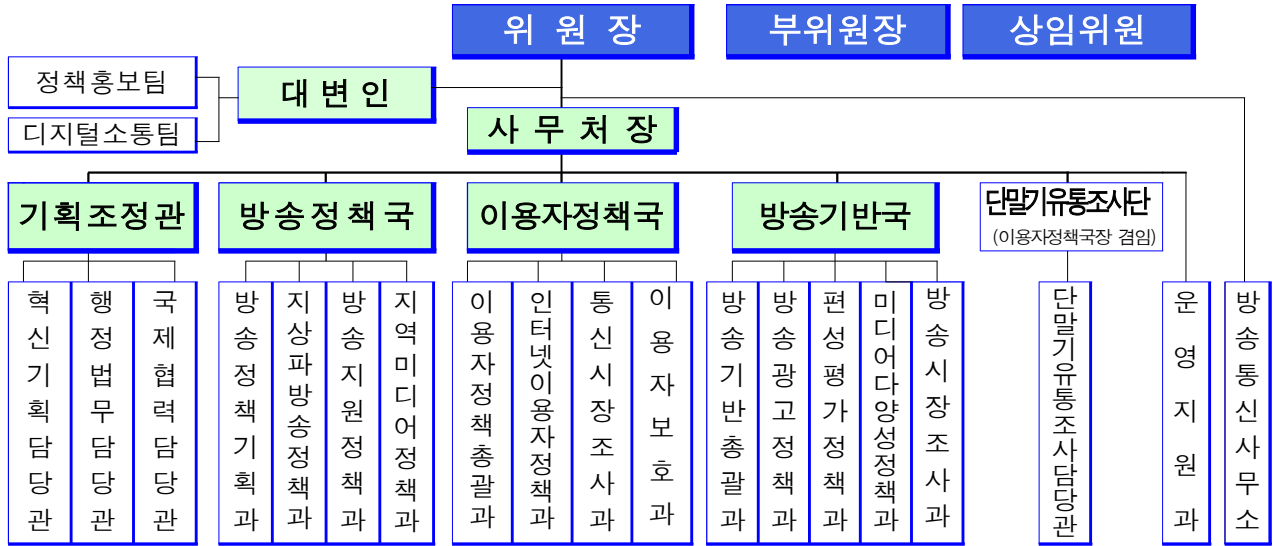 위 원 장
부위원장
상임위원
정책홍보팀
디지털소통팀
대 변 인
사 무 처 장
기획조정관
방송정책국
이용자정책국
방송기반국
단말기유통조사단
(이용자정책국장 겸임)
혁신기획담당관
행정법무담당관
국제협력담당관
방송정책기획과
지상파방송정책과
방송지원정책과
지역미디어정책과
이용자정책총괄과
인터넷이용자정책과
통신시장조사과
이용자보호과
방송기반총괄과
방송광고정책과
편성평가정책과
미디어다양성정책과
방송시장조사과
단말기유통조사담당관
운영지원과
방송통신사무소